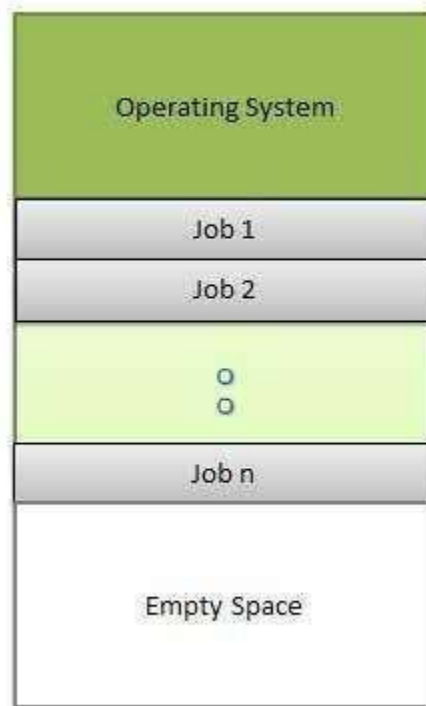 Operating System
Job 1
Job 2
O
O
Job n
Empty Space